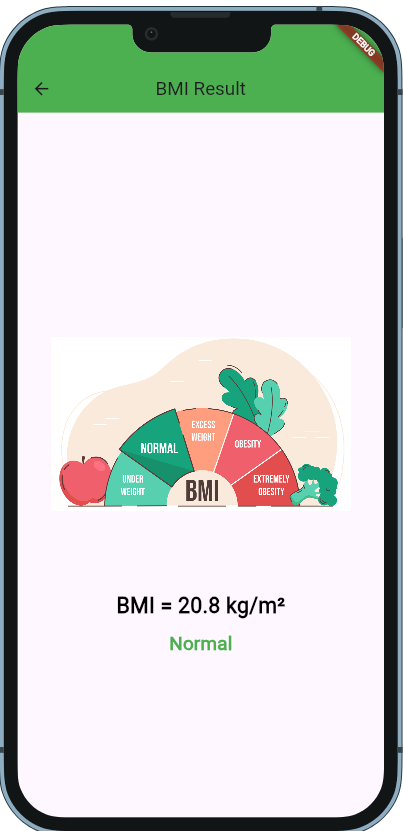 DEBUG
BMI Result
EXCESS
WEIGHT
NORMAL
OBESITY
UNDER
WEIGHT
EXTREMELY
OBESITY
BMI
BMI = 20.8 kg/m²
Normal